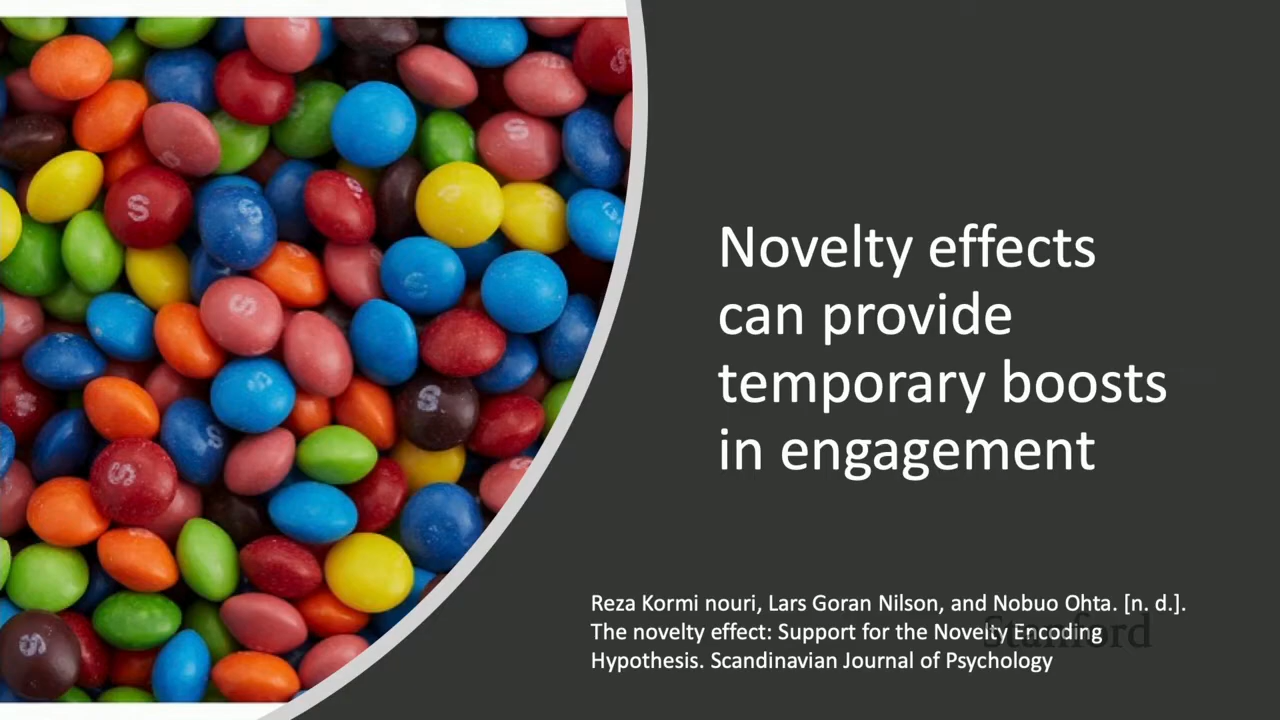 Novelty effects
can provide
temporary boosts
in engagement
Reza Kormi nouri, Lars Goran Nilson, and Nobuo Ohta. [n. d.].
The novelty effect: Support for the Novelty Encoding
Hypothesis. Scandinavian Journal of Psychology
Stanford
S
S
S
S
S
S
S
S
S
S
S